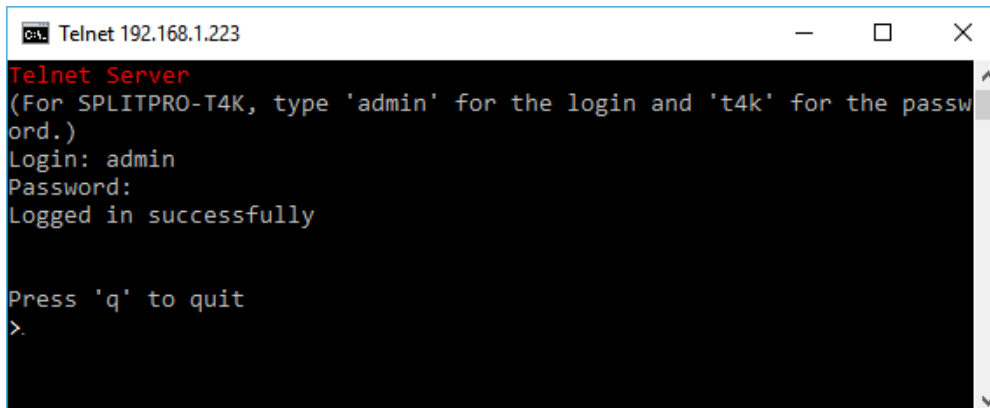 Telnet 192.168.1.223
Telnet Server
(For SPLITPRO-T4K, type 'admin' for the login and 't4k' for the passw
ord.)
Login: admin
Password:
Logged in successfully
Press 'q' to quit
>